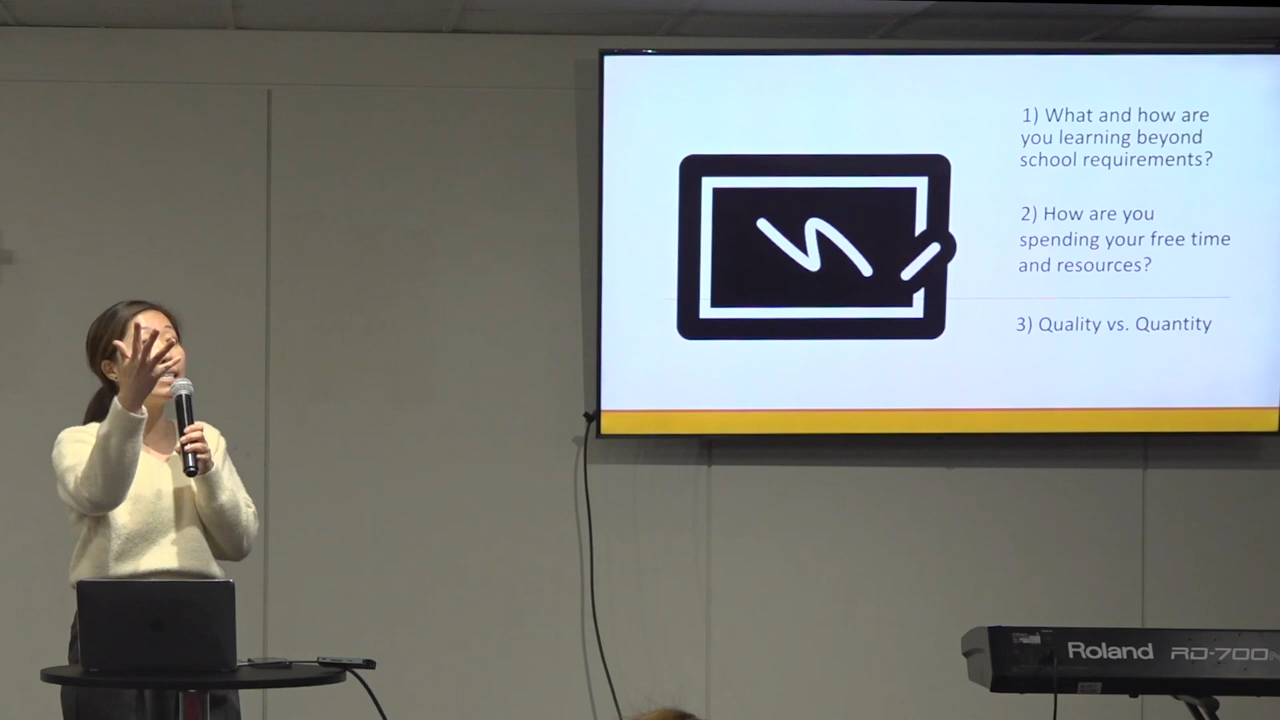 1) What and how are
you learning beyond
school requirements?
2) How are you
spending your free time
and resources?
3) Quality vs. Quantity
Roland RD-700